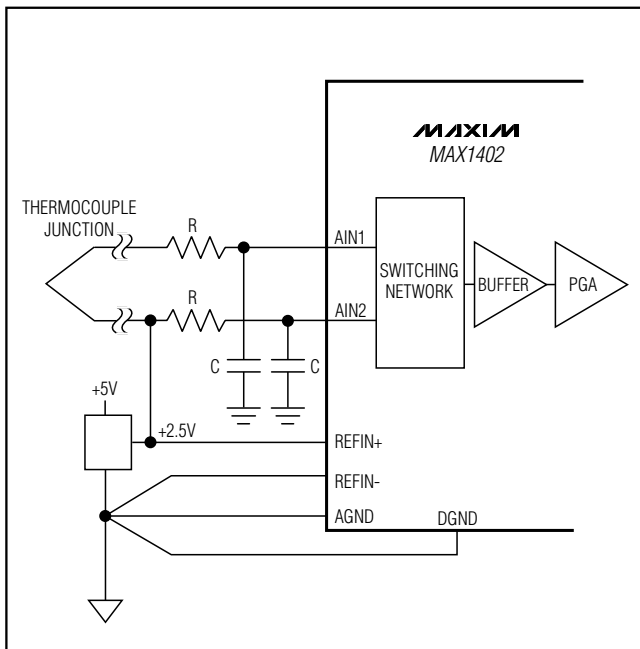 MAXIM
MAX1402
THERMOCOUPLE
JUNCTION
R
AIN1
SWITCHING
NETWORK
BUFFER
PGA
R
AIN2
C
C
+5V
+2.5V
REFIN+
REFIN-
AGND
DGND